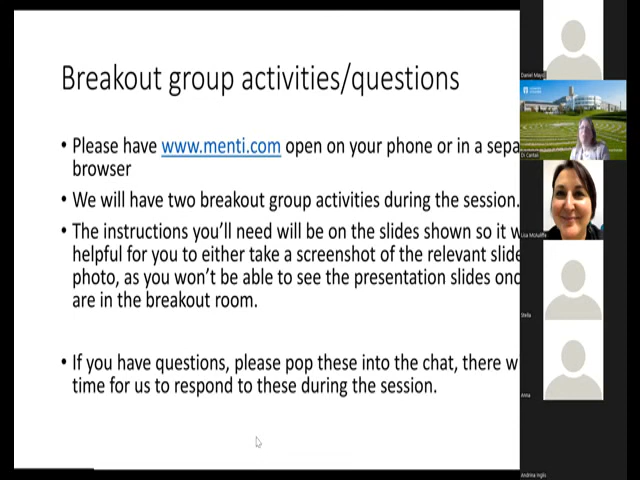 Breakout group activities/questions
• Please have www.menti.com open on your phone or in a sepa
browser
• We will have two breakout group activities during the session.
• The instructions you'll need will be on the slides shown so it w
helpful for you to either take a screenshot of the relevant slide
photo, as you won't be able to see the presentation slides onc
are in the breakout room.
• If you have questions, please pop these into the chat, there w
time for us to respond to these during the session.
Di Cantali
Lisa McAuliffe
Stella
Anna
Andrina Inglis